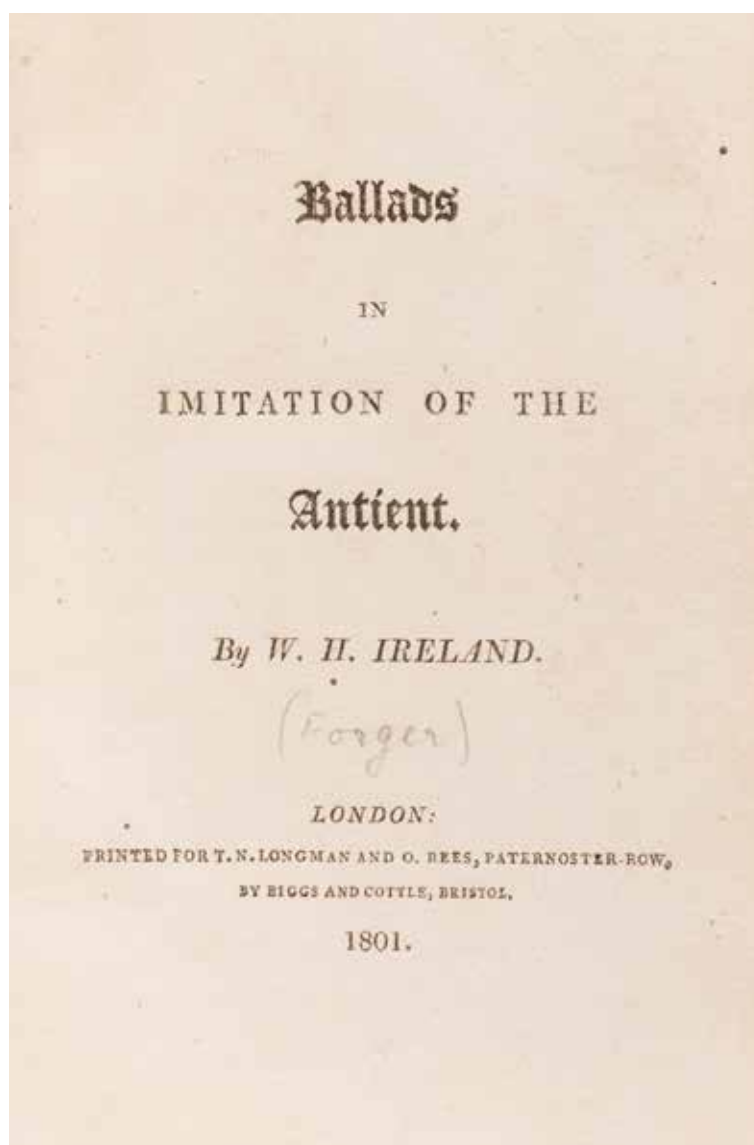 Ballads
IN
IMITATION OF THE
Antient.
By W. H. IRELAND.
(Forger)
LONDON:
PRINTED FOR T. N. LONGMAN AND O. REES, PATERNOSTER-ROW,
BY BIGGS AND COTTLE, BRISTOL.
1801.